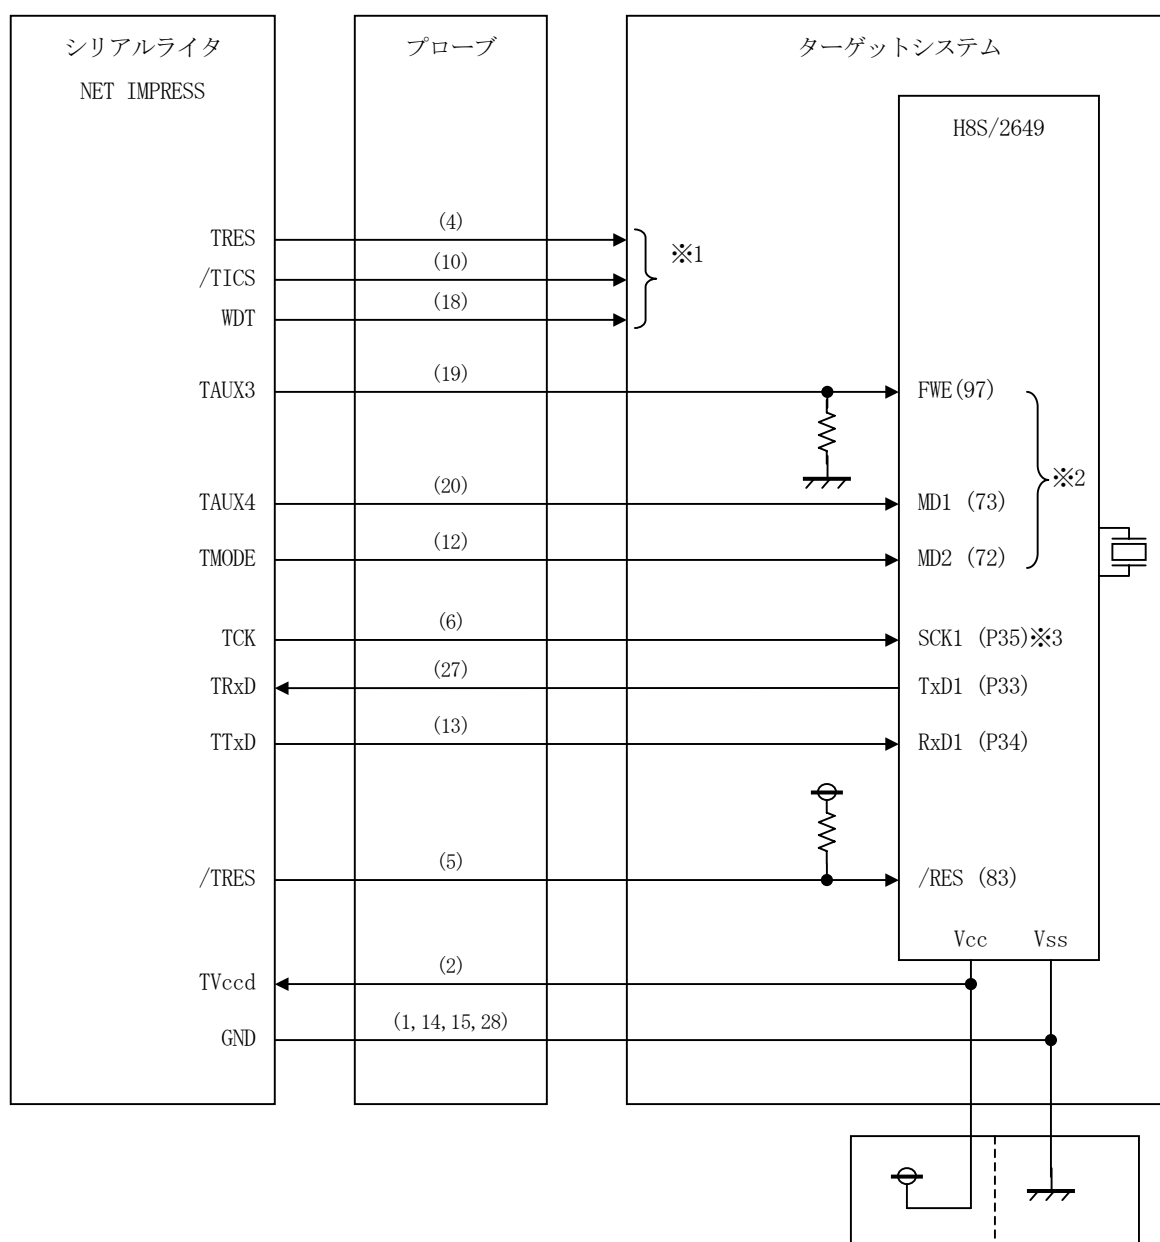 シリアルライタ
NET IMPRESS
プローブ
ターゲットシステム
H8S/2649
TRES
(4)
/TICS
(10)
WDT
(18)
※1
TAUX3
(19)
FWE(97)
TAUX4
(20)
MD1 (73)
※2
TMODE
(12)
MD2 (72)
TCK
(6)
SCK1 (P35)※3
TRxD
(27)
TxD1 (P33)
TTxD
(13)
RxD1 (P34)
/TRES
(5)
/RES (83)
Vcc
Vss
TVccd
(2)
GND
(1,14,15,28)